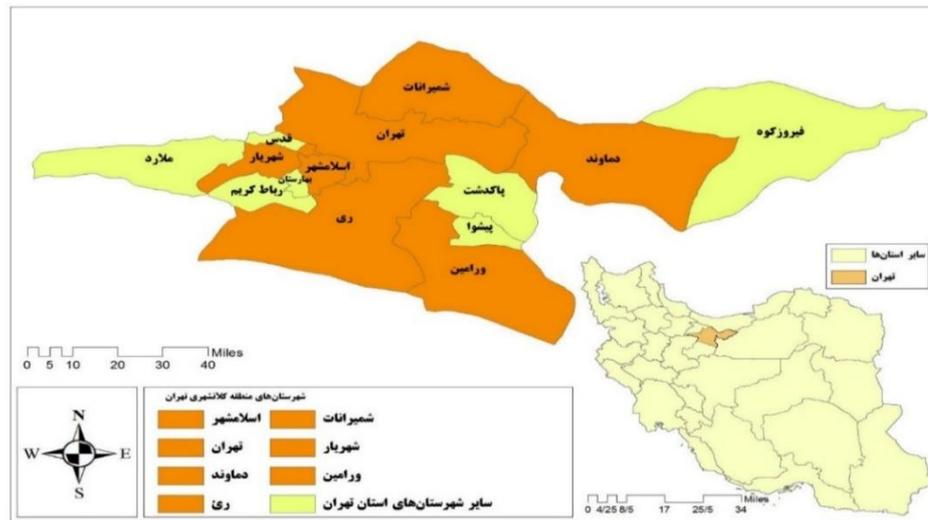 شمیرانات
فیروزکوه
تهران
قدس
ملارد
شهریار
اسلامشهر
دماوند
بهارستان
رباط کریم
پاکدشت
ری
پیشوا
ورامین
سایر استان‌ها
تهران
Miles
0 5 10 20 30 40
شهرستان‌های منطقه کلانشهری تهران
شمیرانات
اسلامشهر
شهریار
تهران
ورامین
دماوند
سایر شهرستان‌های استان تهران
رئ
N
W E
S
Miles
0 4/25 8/5 17 25/5 34